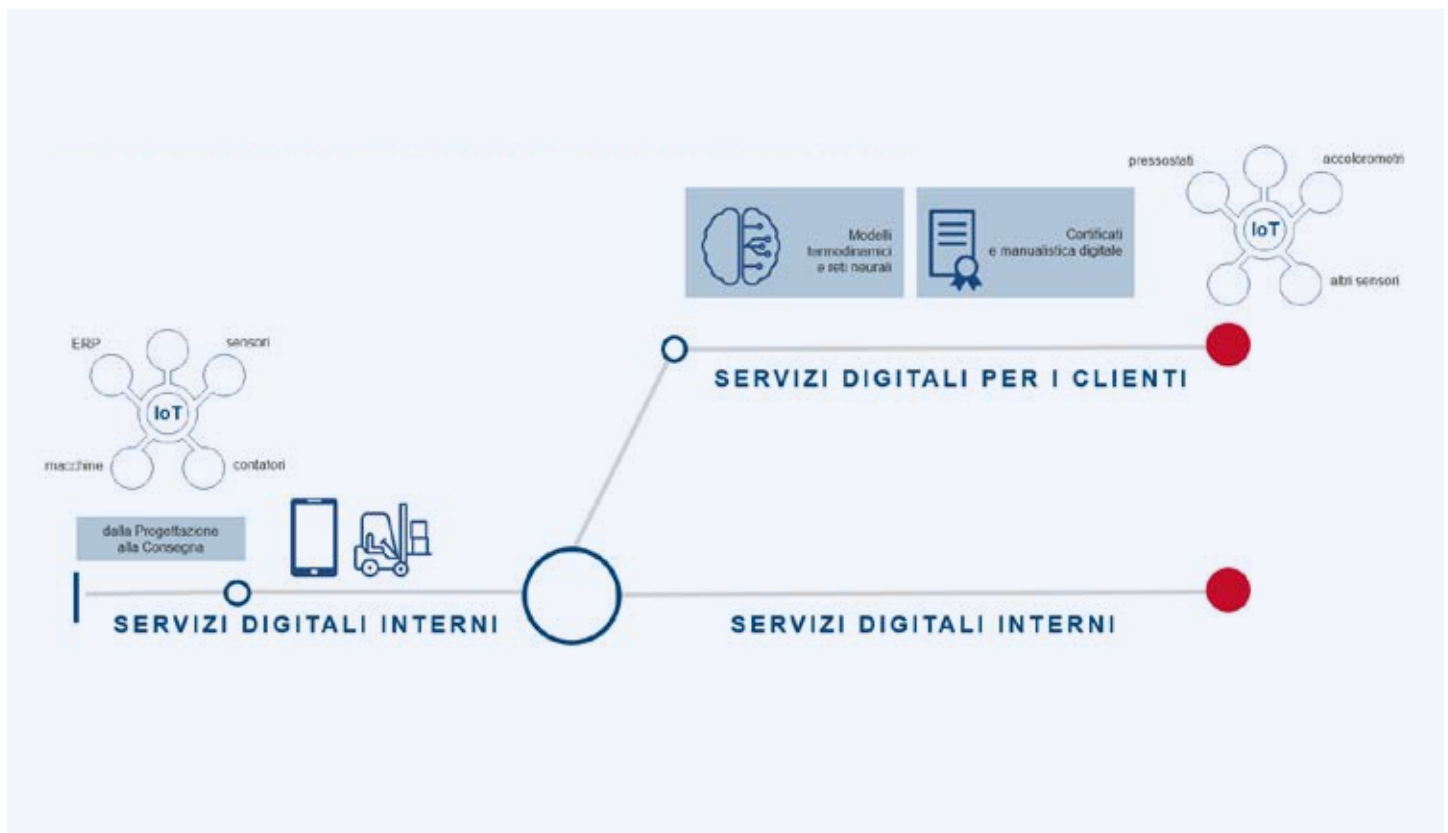 pressostati
accelorometri
IoT
altri sensori
Modelli
termodinamici
e reti neurali
Certificati
e manualistica digitale
SERVIZI DIGITALI PER I CLIENTI
ERP
sensori
IoT
macchine
contatori
dalla Progettazione
alla Consegna
SERVIZI DIGITALI INTERNI
SERVIZI DIGITALI INTERNI